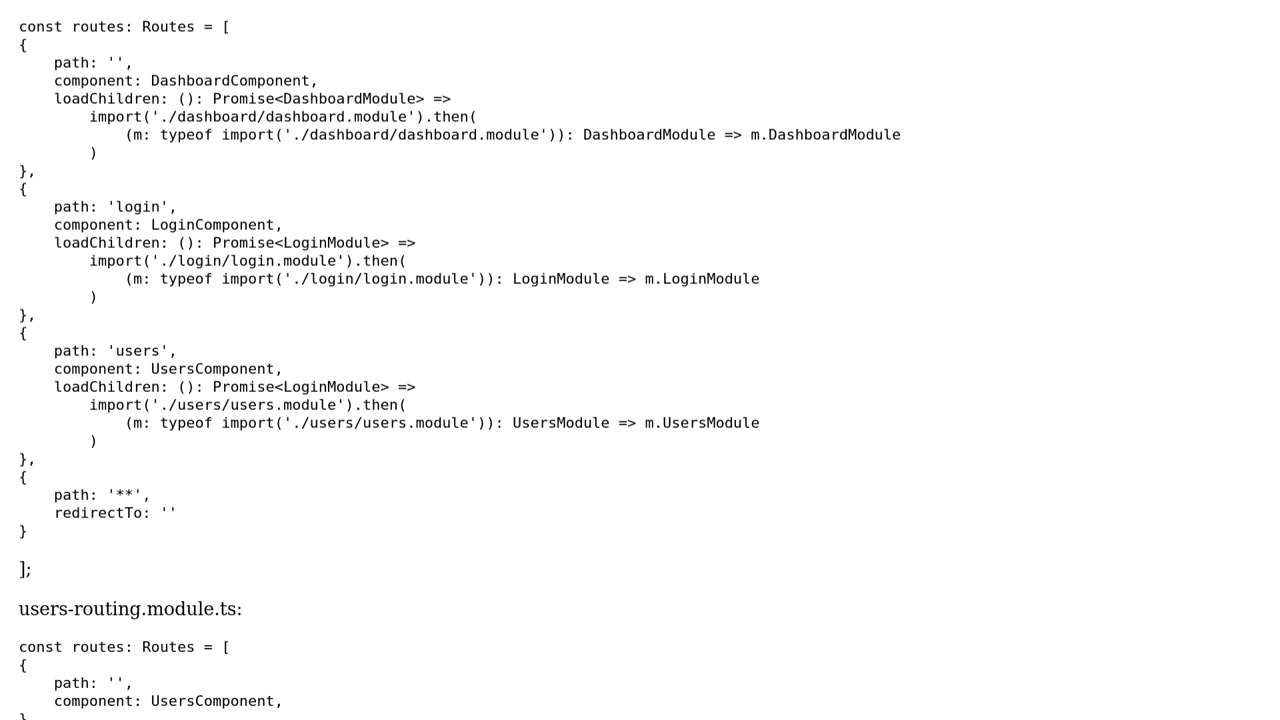 const routes: Routes = [
{
    path: '',
    component: DashboardComponent,
    loadChildren: (): Promise<DashboardModule> =>
        import('./dashboard/dashboard.module').then(
            (m: typeof import('./dashboard/dashboard.module')): DashboardModule => m.DashboardModule
        )
},
{
    path: 'login',
    component: LoginComponent,
    loadChildren: (): Promise<LoginModule> =>
        import('./login/login.module').then(
            (m: typeof import('./login/login.module')): LoginModule => m.LoginModule
        )
},
{
    path: 'users',
    component: UsersComponent,
    loadChildren: (): Promise<LoginModule> =>
        import('./users/users.module').then(
            (m: typeof import('./users/users.module')): UsersModule => m.UsersModule
        )
},
{
    path: '**',
    redirectTo: ''
}
];
users-routing.module.ts:
const routes: Routes = [
{
    path: '',
    component: UsersComponent,
}